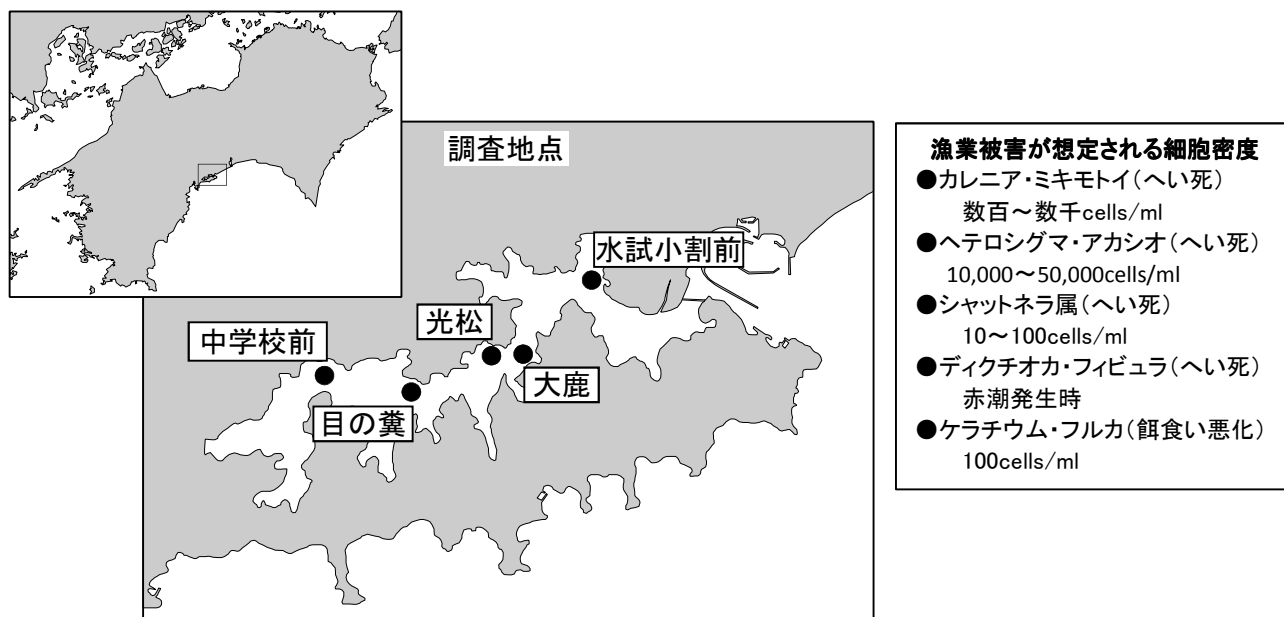 調査地点
水試小割前
光松
中学校前
大鹿
目の糞
漁業被害が想定される細胞密度
●カレニア・ミキモトイ(へい死)
数百～数千cells/ml
●ヘテロシグマ・アカシオ(へい死)
10,000～50,000cells/ml
●シャットネラ属(へい死)
10～100cells/ml
●ディクチオカ・フィビュラ(へい死)
赤潮発生時
●ケラチウム・フルカ(餌食い悪化)
100cells/ml